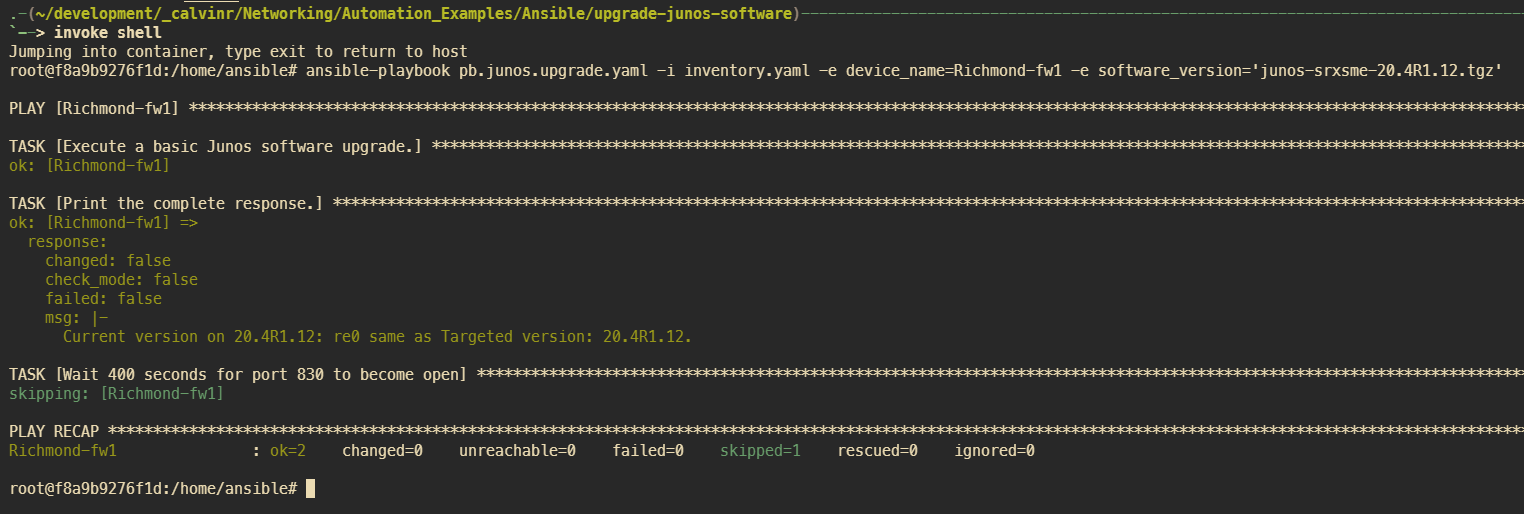 .-(~/development/_calvinr/Networking/Automation_Examples/Ansible/upgrade-junos-software)----------------------------------------------------------------------------------
`--> invoke shell
Jumping into container, type exit to return to host
root@f8a9b9276f1d:/home/ansible# ansible-playbook pb.junos.upgrade.yaml -i inventory.yaml -e device_name=Richmond-fw1 -e software_version='junos-srxsme-20.4R1.12.tgz'
PLAY [Richmond-fw1] ****************************************************************************************************************************************************
TASK [Execute a basic Junos software upgrade.] *************************************************************************************************************************
ok: [Richmond-fw1]
TASK [Print the complete response.] ************************************************************************************************************************************
ok: [Richmond-fw1] =>
  response:
    changed: false
    check_mode: false
    failed: false
    msg: |-
      Current version on 20.4R1.12: re0 same as Targeted version: 20.4R1.12.
TASK [Wait 400 seconds for port 830 to become open] ********************************************************************************************************************
skipping: [Richmond-fw1]
PLAY RECAP *************************************************************************************************************************************************************
Richmond-fw1               : ok=2    changed=0    unreachable=0    failed=0    skipped=1    rescued=0    ignored=0
root@f8a9b9276f1d:/home/ansible#